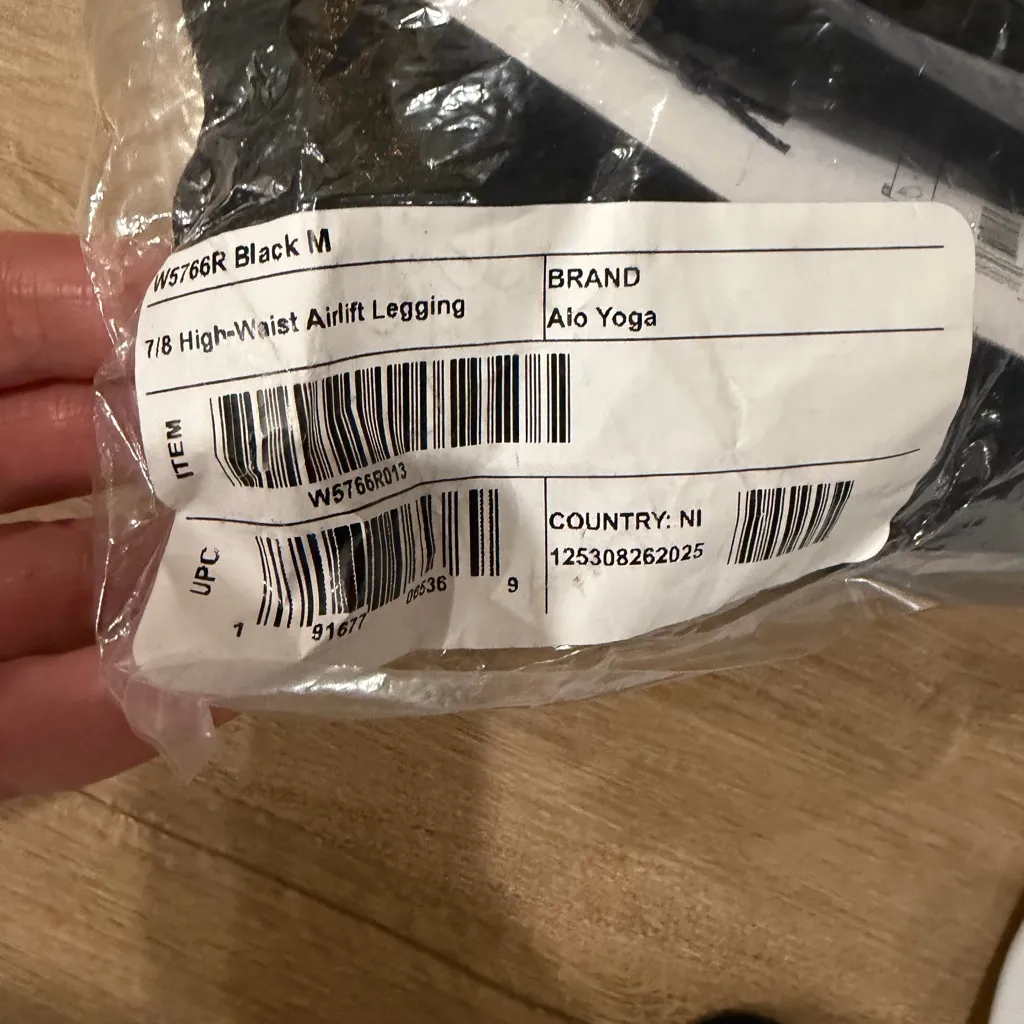 W5766R Black M
7/8 High-Waist Airlift Legging
BRAND
Alo Yoga
ITEM
W5766R013
UPC
7 91677 06536 9
COUNTRY: NI
125308262025